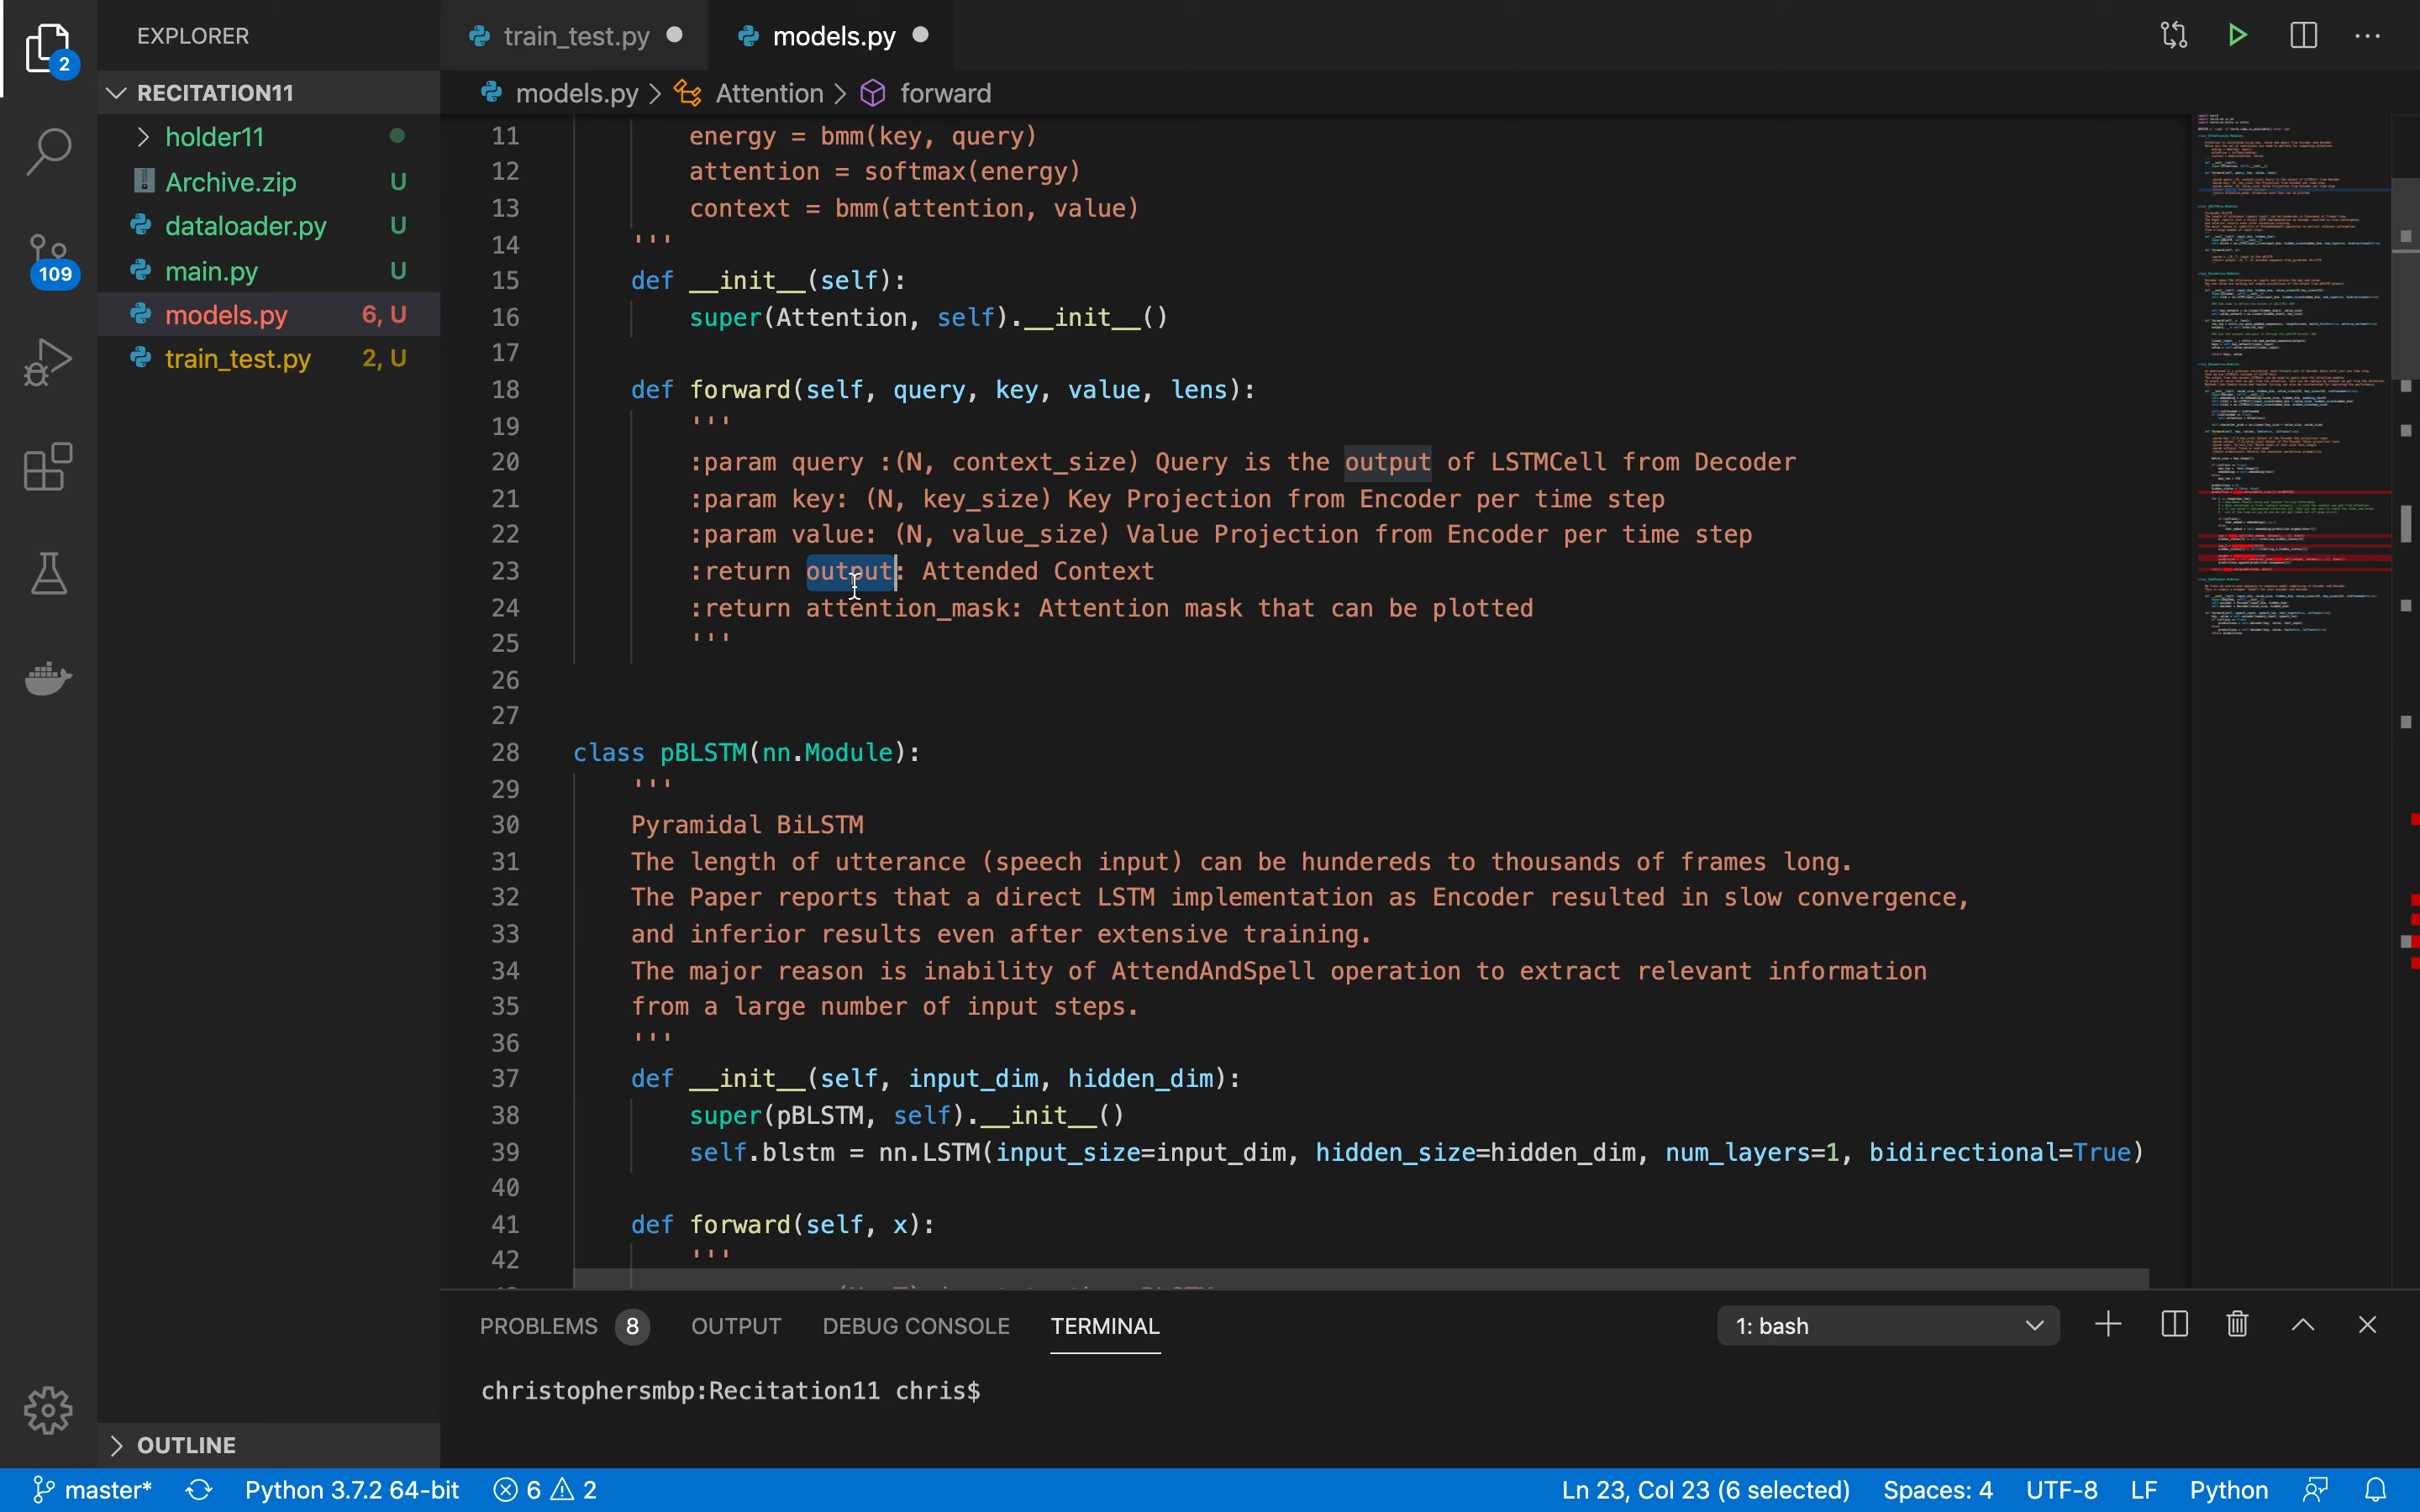 EXPLORER
train_test.py
models.py
2
RECITATION11
models.py > Attention > forward
holder11
Archive.zip U
dataloader.py U
109
main.py U
models.py 6, U
train_test.py 2, U
11 energy = bmm(key, query)
12 attention = softmax(energy)
13 context = bmm(attention, value)
14 '''
15 def __init__(self):
16 super(Attention, self).__init__()
17
18 def forward(self, query, key, value, lens):
19 '''
20 :param query :(N, context_size) Query is the output of LSTMCell from Decoder
21 :param key: (N, key_size) Key Projection from Encoder per time step
22 :param value: (N, value_size) Value Projection from Encoder per time step
23 :return output: Attended Context
24 :return attention_mask: Attention mask that can be plotted
25 '''
26
27
28 class pBLSTM(nn.Module):
29 '''
30 Pyramidal BiLSTM
31 The length of utterance (speech input) can be hundereds to thousands of frames long.
32 The Paper reports that a direct LSTM implementation as Encoder resulted in slow convergence,
33 and inferior results even after extensive training.
34 The major reason is inability of AttendAndSpell operation to extract relevant information
35 from a large number of input steps.
36 '''
37 def __init__(self, input_dim, hidden_dim):
38 super(pBLSTM, self).__init__()
39 self.blstm = nn.LSTM(input_size=input_dim, hidden_size=hidden_dim, num_layers=1, bidirectional=True)
40
41 def forward(self, x):
42 '''
PROBLEMS 8 OUTPUT DEBUG CONSOLE TERMINAL 1: bash
christophersmbp:Recitation11 chris$
OUTLINE
master* Python 3.7.2 64-bit 6 2 Ln 23, Col 23 (6 selected) Spaces: 4 UTF-8 LF Python